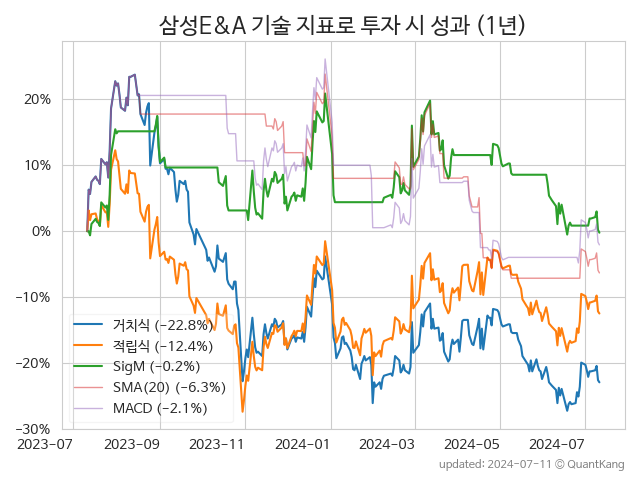 삼성E&A 기술 지표로 투자 시 성과 (1년)
20%
10%
0%
−10%
−20%
−30%
거치식 (−22.8%)
적립식 (−12.4%)
SigM (−0.2%)
SMA(20) (−6.3%)
MACD (−2.1%)
2023-07 2023-09 2023-11 2024-01 2024-03 2024-05 2024-07
updated: 2024-07-11 © QuantKang